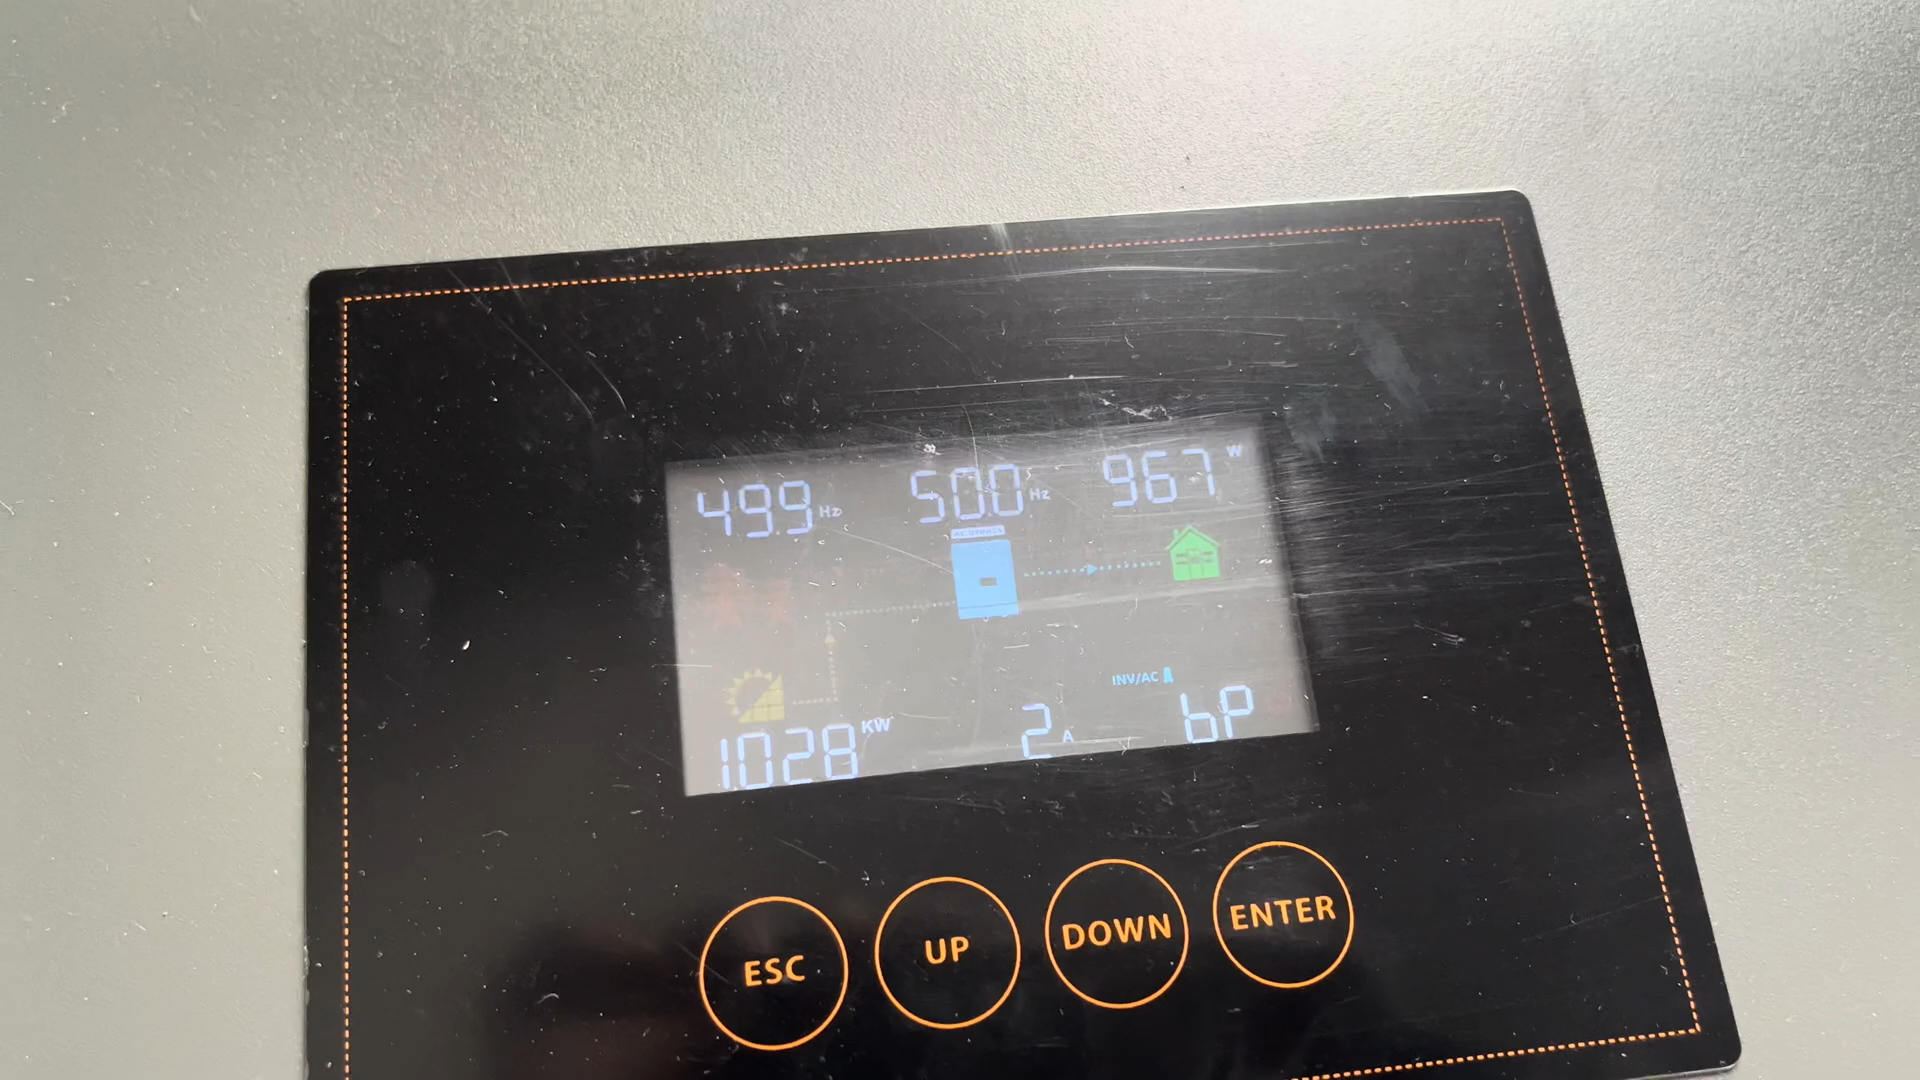 49.9 Hz 50.0 Hz 967 W
INV/AC
1.028 KW 2 A bP
ESC UP DOWN ENTER